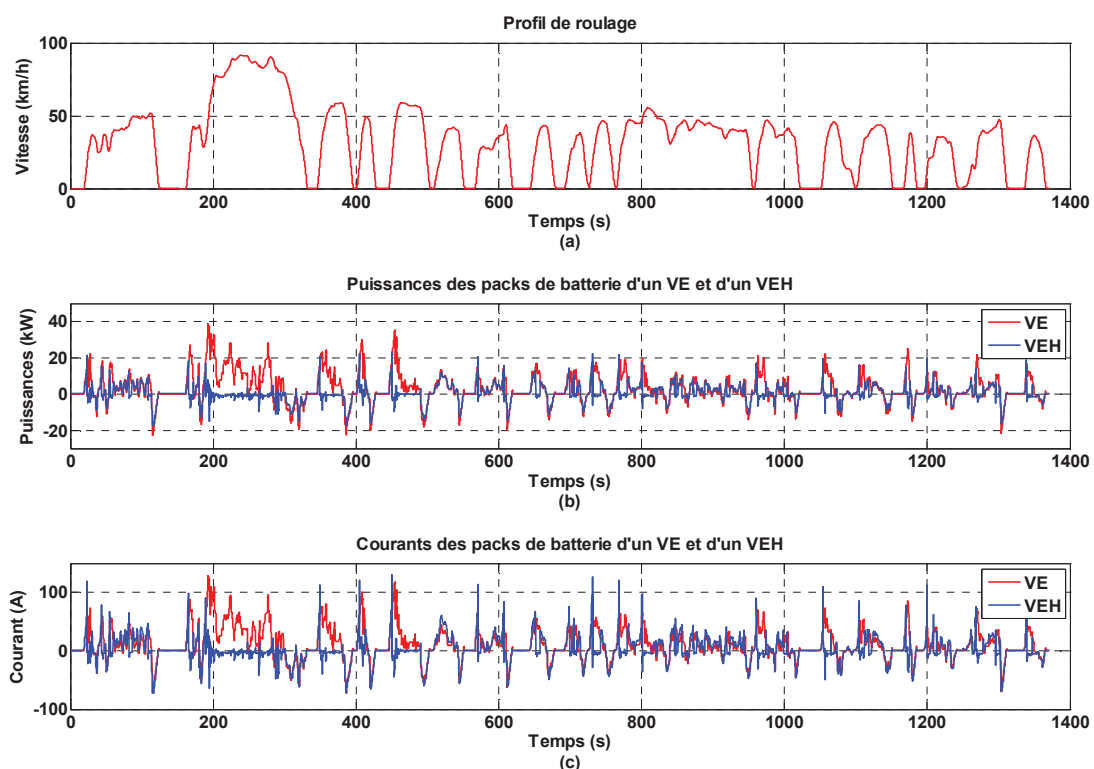 Profil de roulage
100
50
0
Vitesse (km/h)
0 200 400 600 800 1000 1200 1400
Temps (s)
(a)
Puissances des packs de batterie d'un VE et d'un VEH
40
20
0
-20
Puissances (kW)
VE
VEH
0 200 400 600 800 1000 1200 1400
Temps (s)
(b)
Courants des packs de batterie d'un VE et d'un VEH
100
0
-100
Courant (A)
VE
VEH
0 200 400 600 800 1000 1200 1400
Temps (s)
(c)